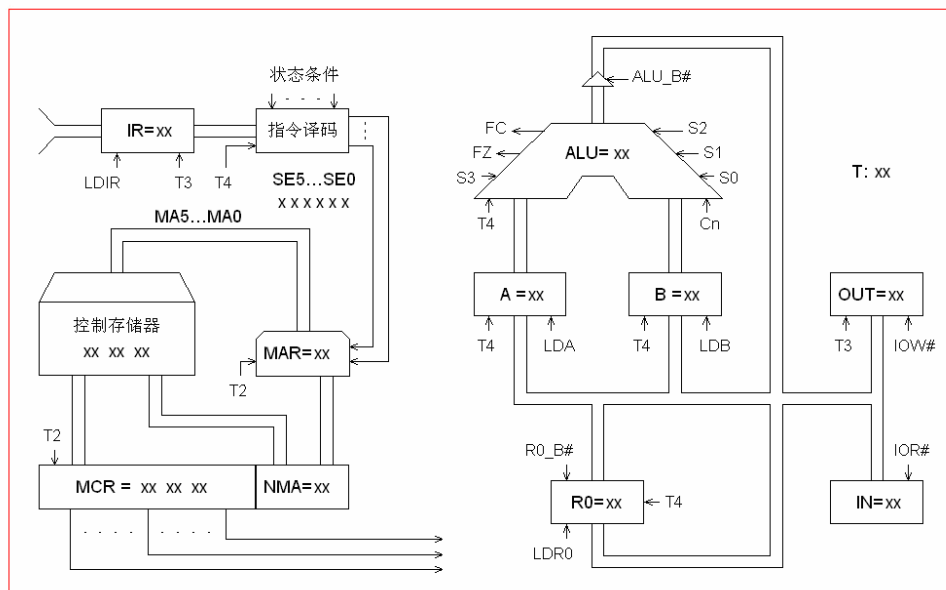 状态条件
IR=xx
指令译码
LDIR
T3
T4
SE5...SE0
x x x x x x
MA5...MA0
控制存储器
xx xx xx
MAR=xx
T2
T2
MCR = xx xx xx
NMA=xx
ALU_B#
FC
S2
FZ
ALU= xx
S1
S3
S0
T: xx
T4
Cn
A =xx
B =xx
OUT=xx
T4
LDA
T4
LDB
T3
IOW#
R0_B#
IOR#
R0=xx
T4
IN=xx
LDR0